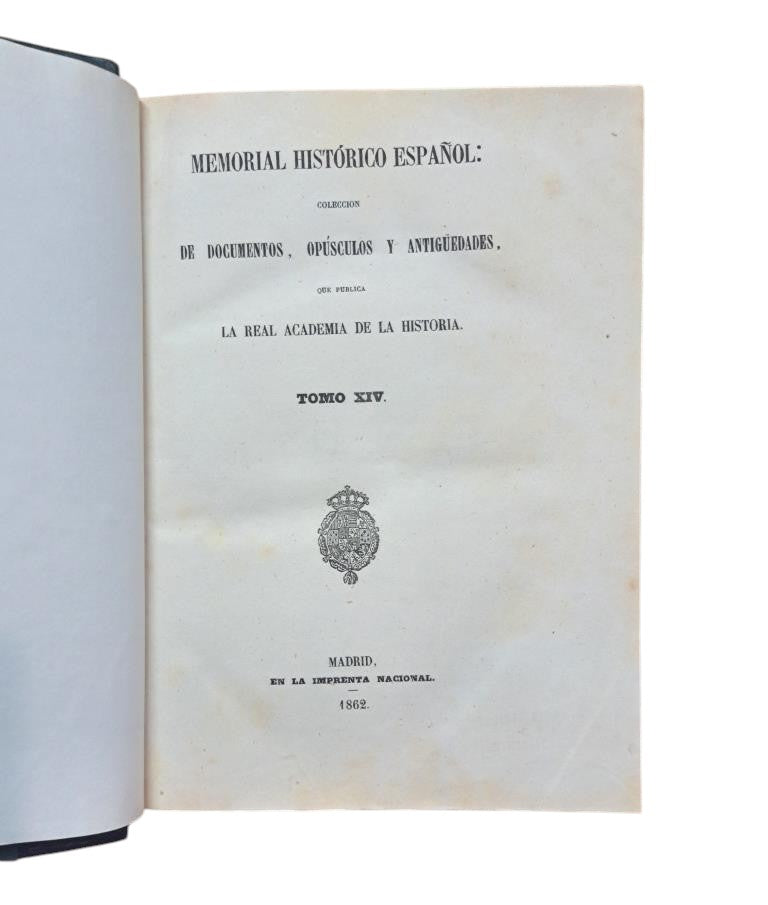 MEMORIAL HISTÓRICO ESPAÑOL:
COLECCION
DE DOCUMENTOS, OPÚSCULOS Y ANTIGÜEDADES,
QUE PUBLICA
LA REAL ACADEMIA DE LA HISTORIA.
TOMO XIV.
MADRID,
EN LA IMPRENTA NACIONAL.
1862.